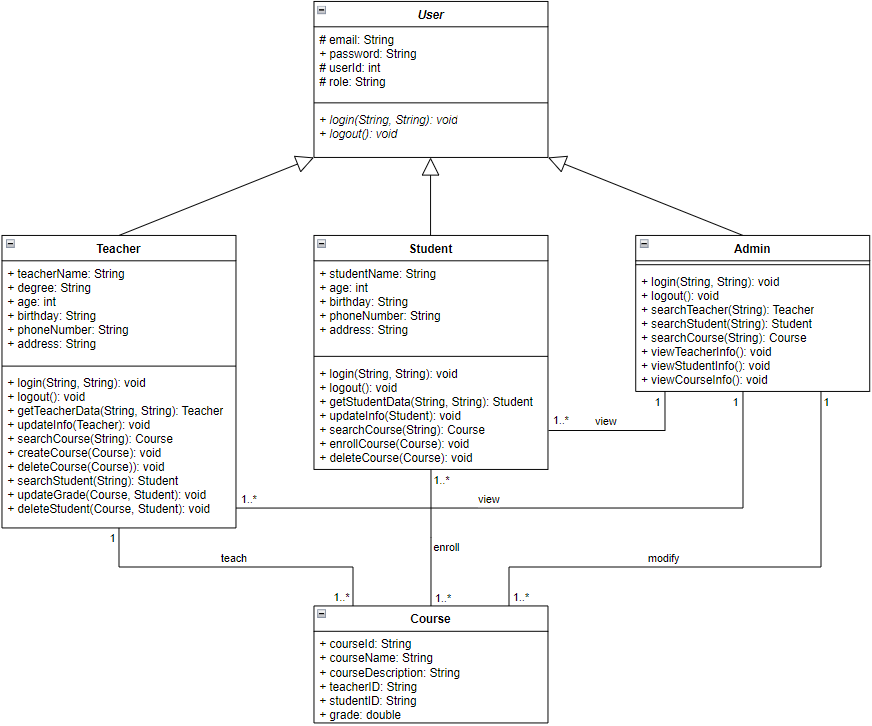 User
# email: String
+ password: String
# userId: int
# role: String
+ login(String, String): void
+ logout(): void
Teacher
+ teacherName: String
+ degree: String
+ age: int
+ birthday: String
+ phoneNumber: String
+ address: String
+ login(String, String): void
+ logout(): void
+ getTeacherData(String, String): Teacher
+ updateInfo(Teacher): void
+ searchCourse(String): Course
+ createCourse(Course): void
+ deleteCourse(Course)): void
+ searchStudent(String): Student
+ updateGrade(Course, Student): void
+ deleteStudent(Course, Student): void
Student
+ studentName: String
+ age: int
+ birthday: String
+ phoneNumber: String
+ address: String
+ login(String, String): void
+ logout(): void
+ getStudentData(String, String): Student
+ updateInfo(Student): void
+ searchCourse(String): Course
+ enrollCourse(Course): void
+ deleteCourse(Course): void
Admin
+ login(String, String): void
+ logout(): void
+ searchTeacher(String): Teacher
+ searchStudent(String): Student
+ searchCourse(String): Course
+ viewTeacherInfo(): void
+ viewStudentInfo(): void
+ viewCourseInfo(): void
1
1
1
1..*
view
1..*
1..*
view
1
teach
enroll
modify
1..*
1..*
1..*
Course
+ courseId: String
+ courseName: String
+ courseDescription: String
+ teacherID: String
+ studentID: String
+ grade: double